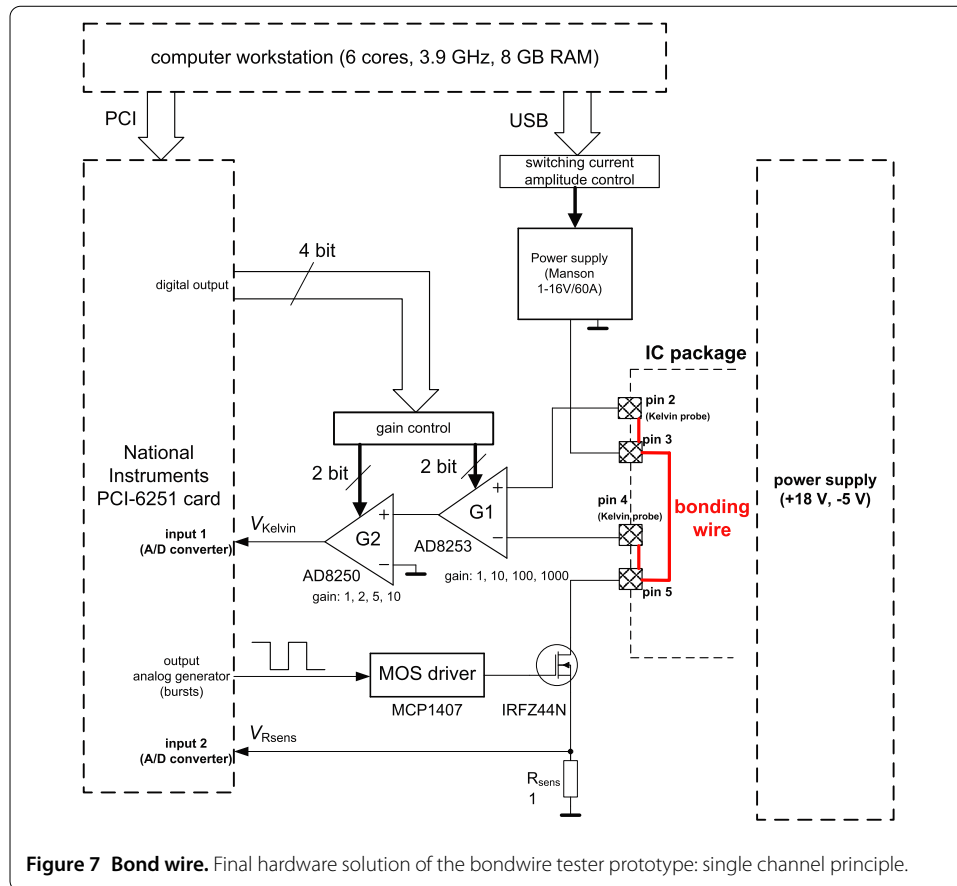 computer workstation (6 cores, 3.9 GHz, 8 GB RAM)
PCI
USB
switching current
amplitude control
Power supply
(Manson
1-16V/60A)
4 bit
digital output
IC package
pin 2
(Kelvin probe)
pin 3
gain control
National
Instruments
PCI-6251 card
2 bit
2 bit
pin 4
(Kelvin probe)
bonding
wire
power supply
(+18 V, -5 V)
input 1
(A/D converter)
VKelvin
+
G2
−
+
G1
−
AD8253
AD8250
gain: 1, 10, 100, 1000
gain: 1, 2, 5, 10
pin 5
output
analog generator
(bursts)
MOS driver
MCP1407
IRFZ44N
input 2
(A/D converter)
VRsens
Rsens
1
Figure 7 Bond wire. Final hardware solution of the bondwire tester prototype: single channel principle.